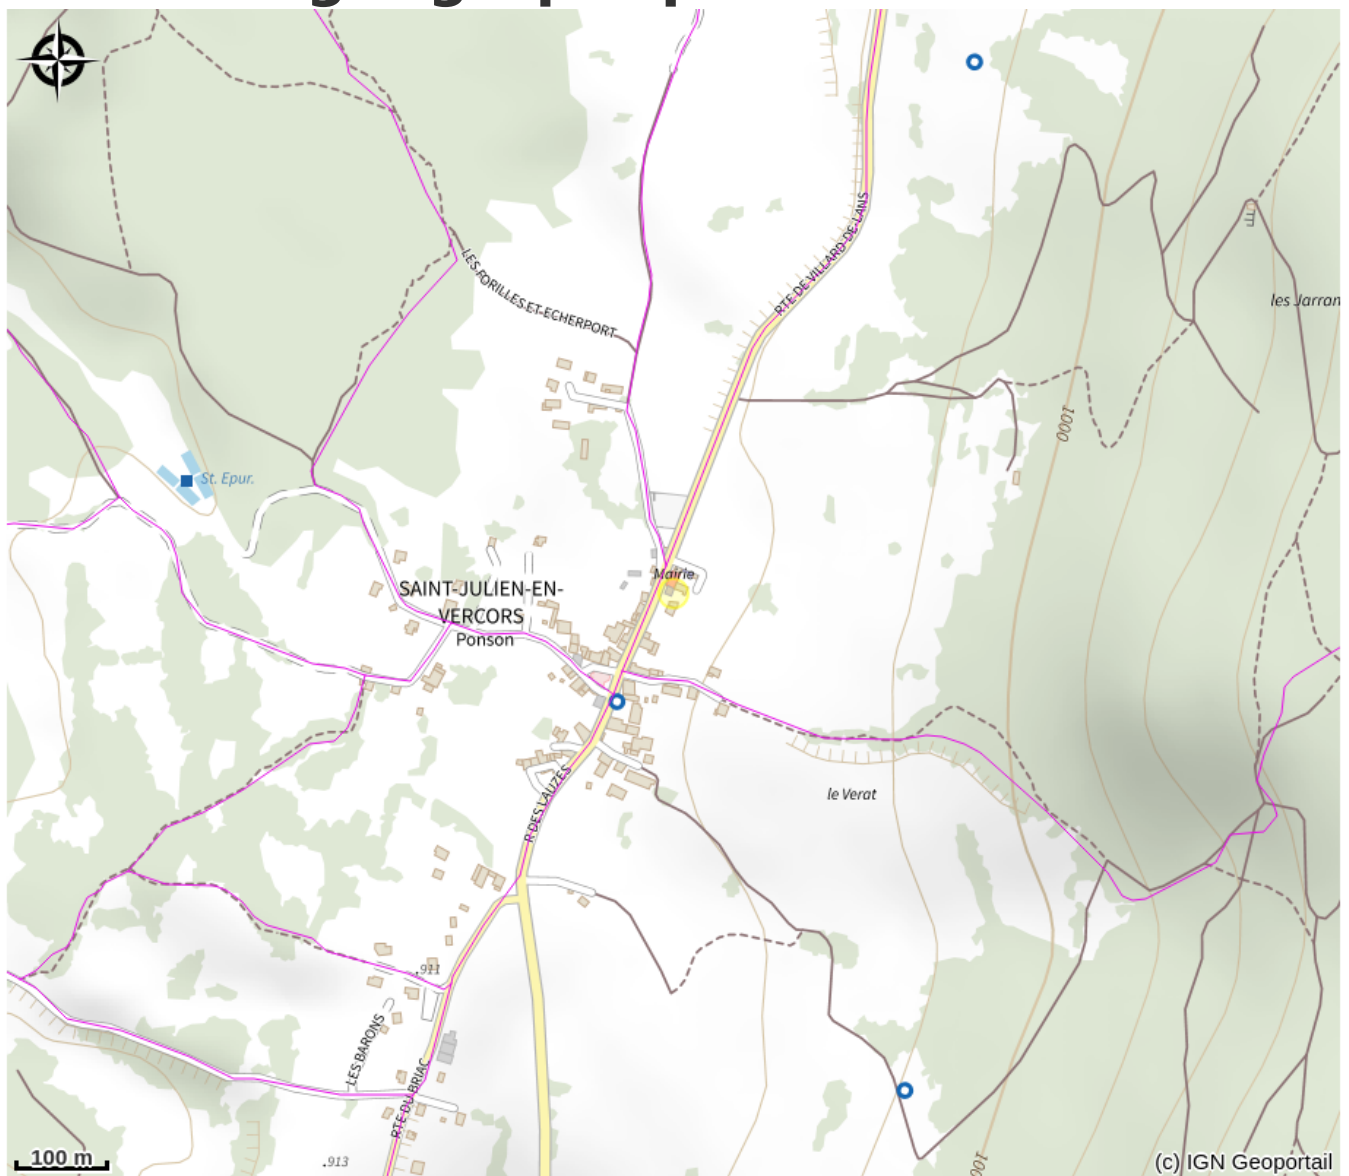 RTE DE VILLARD-DE-LANS
LES FORILLES ET ECHERPORT
les Jarran
1000
St. Epur.
Mairie
SAINT-JULIEN-EN-
VERCORS
Ponson
le Verat
R DES LAUZES
.911
LES BARONS
RTE DU BRIAC
.913
100
100 m
(c) IGN Geoportail